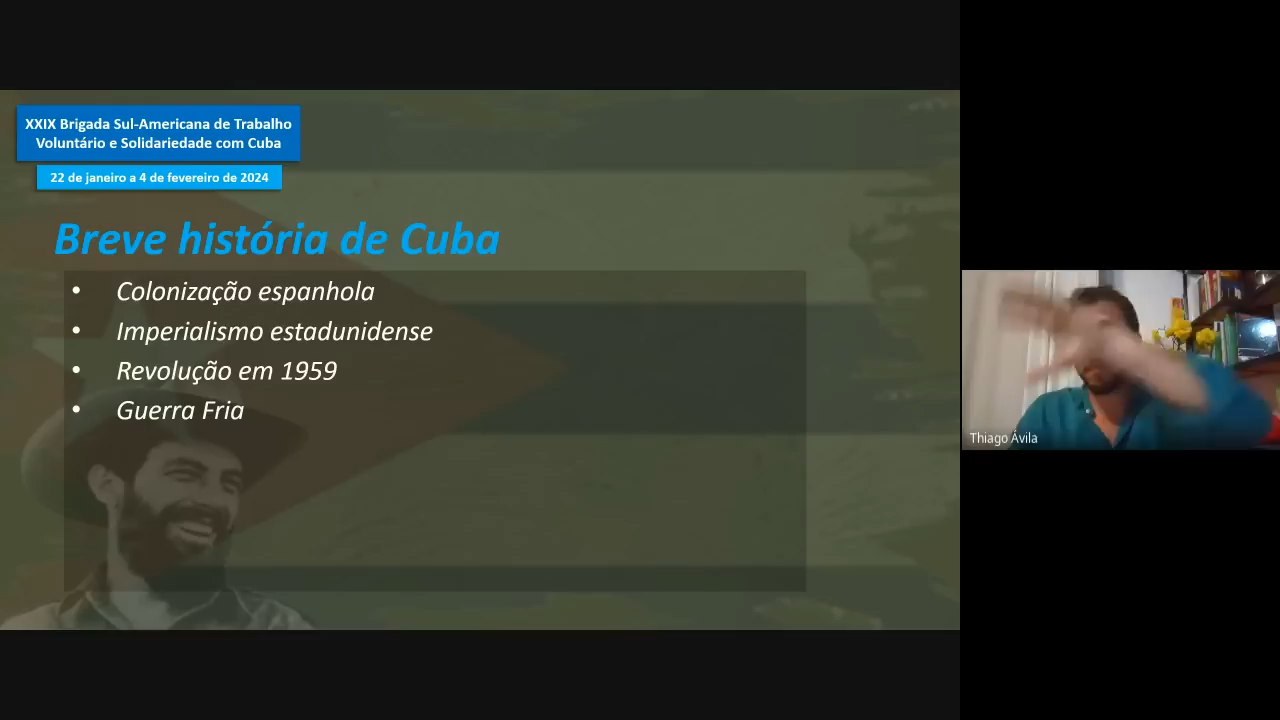 XXIX Brigada Sul-Americana de Trabalho
Voluntário e Solidariedade com Cuba
22 de janeiro a 4 de fevereiro de 2024
Breve história de Cuba
• Colonização espanhola
• Imperialismo estadunidense
• Revolução em 1959
• Guerra Fria
Thiago Ávila